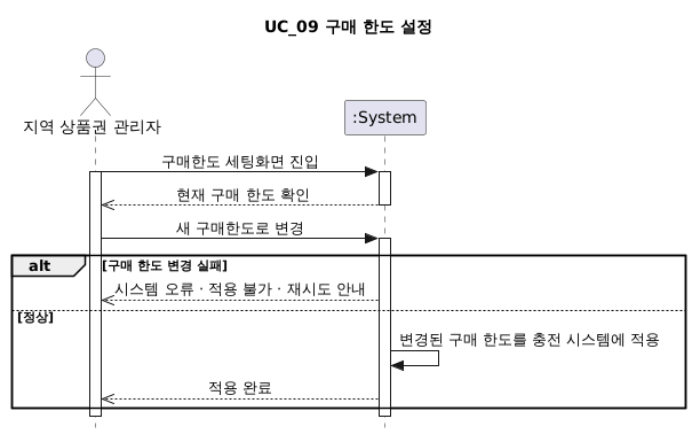 UC_09 구매 한도 설정
지역 상품권 관리자
:System
구매한도 세팅화면 진입
현재 구매 한도 확인
새 구매한도로 변경
alt
[구매 한도 변경 실패]
시스템 오류 · 적용 불가 · 재시도 안내
[정상]
변경된 구매 한도를 충전 시스템에 적용
적용 완료